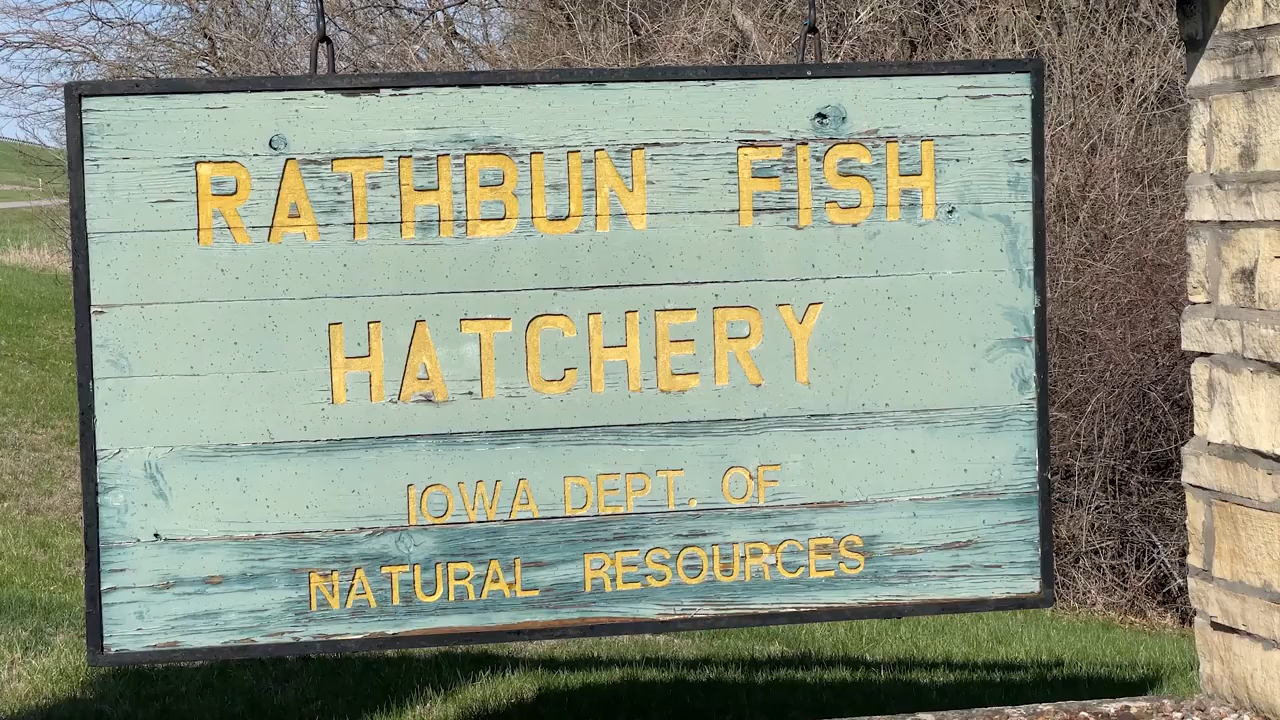 RATHBUN FISH
HATCHERY
IOWA DEPT. OF
NATURAL RESOURCES